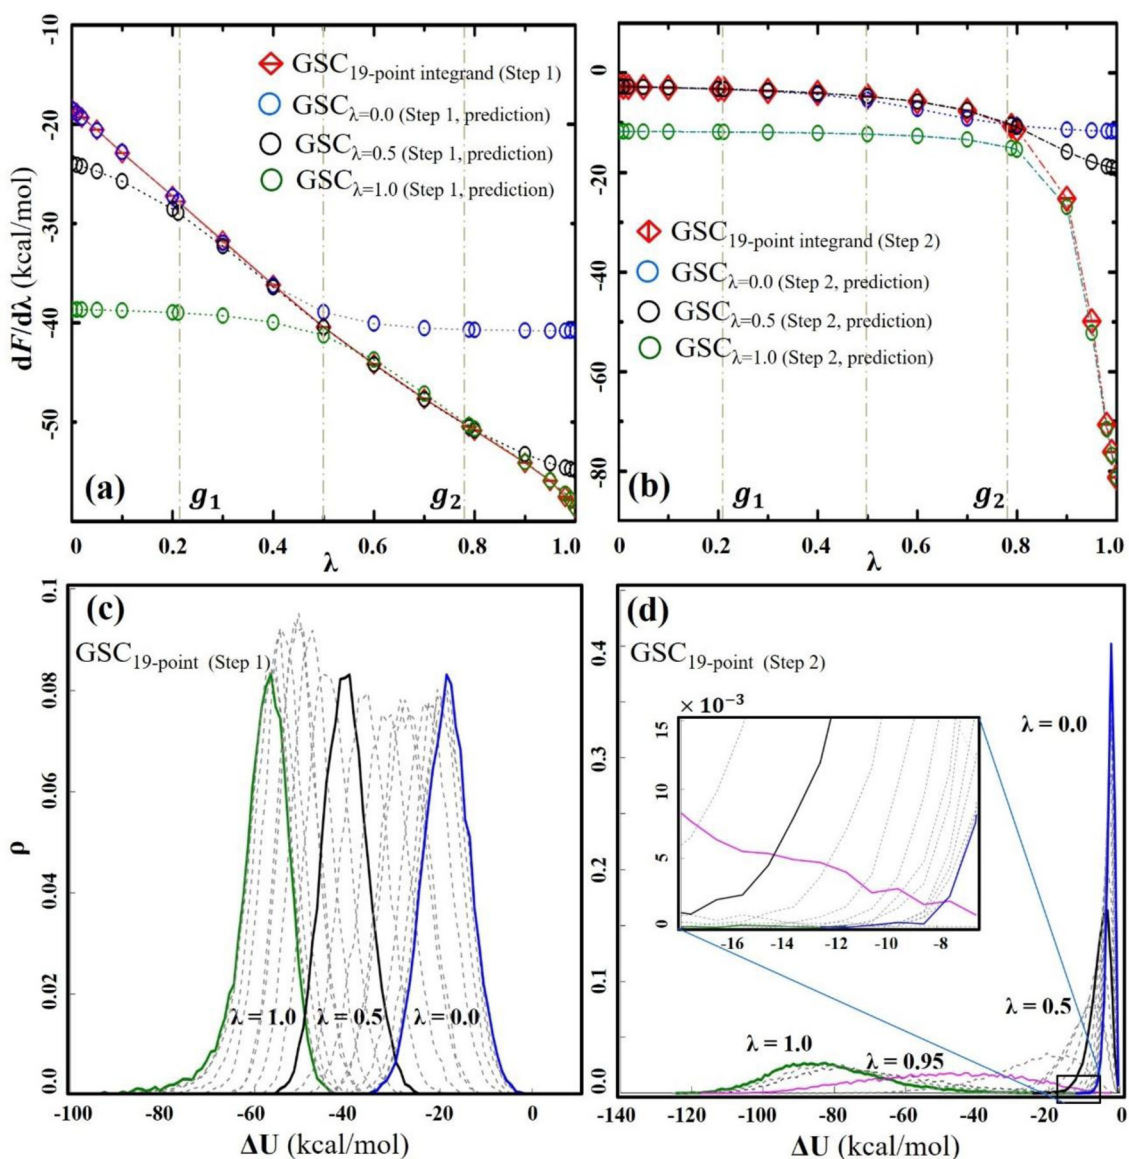 -10
-20
-30
-40
-50
dF/dλ (kcal/mol)
GSC19-point integrand (Step 1)
GSCλ=0.0 (Step 1, prediction)
GSCλ=0.5 (Step 1, prediction)
GSCλ=1.0 (Step 1, prediction)
(a)
g1
g2
0 0.2 0.4 0.6 0.8 1.0
λ
0
-20
-40
-60
-80
GSC19-point integrand (Step 2)
GSCλ=0.0 (Step 2, prediction)
GSCλ=0.5 (Step 2, prediction)
GSCλ=1.0 (Step 2, prediction)
(b)
g1
g2
0 0.2 0.4 0.6 0.8 1.0
λ
0.1
0.08
0.06
0.04
0.02
0.0
ρ
(c)
GSC19-point (Step 1)
λ = 1.0
λ = 0.5
λ = 0.0
-100 -80 -60 -40 -20 0
ΔU (kcal/mol)
0.4
0.3
0.2
0.1
0.0
(d)
GSC19-point (Step 2)
× 10−3
15
10
5
0
-16 -14 -12 -10 -8
λ = 0.0
λ = 0.5
λ = 1.0
λ = 0.95
-140 -120 -100 -80 -60 -40 -20 0
ΔU (kcal/mol)